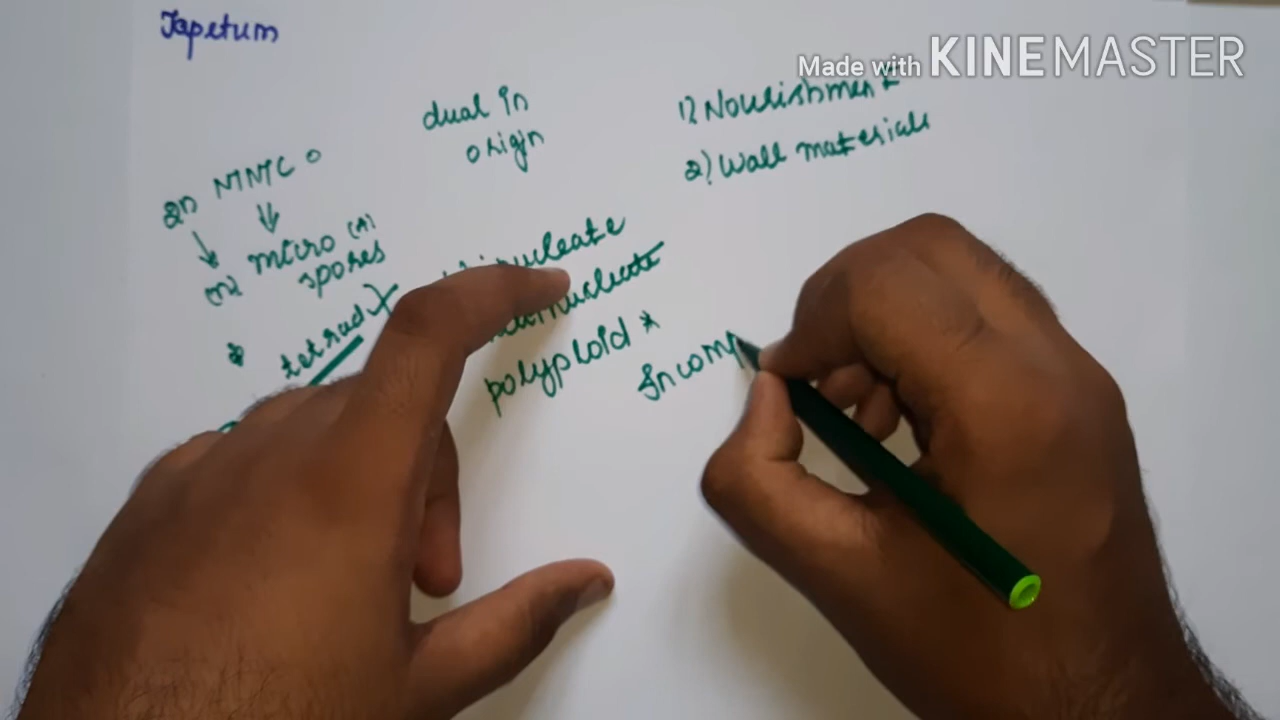 Tapetum
Made with KINEMASTER
dual in
origin
1) Nourishment
2) Wall materials
2n MMC
(n) micro (A)
spores
tetrad
polyploid *
Incomp